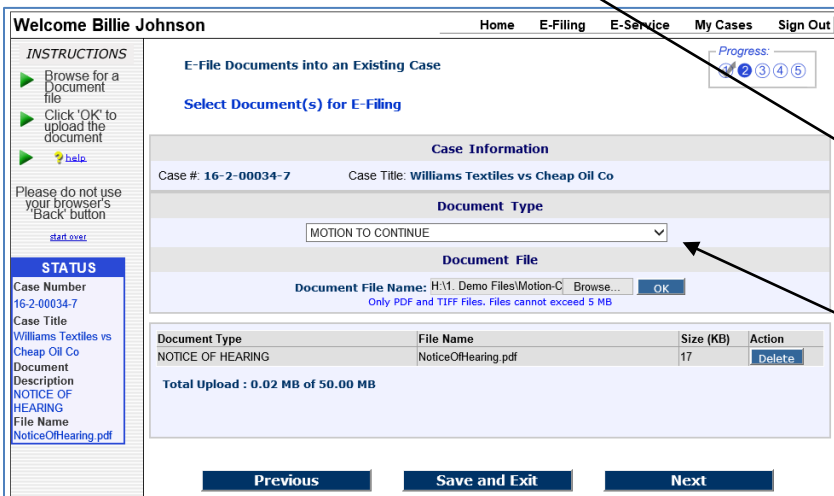 Welcome Billie Johnson
Home E-Filing E-Service My Cases Sign Out
INSTRUCTIONS
Browse for a
Document
file
Click 'OK' to
upload the
document
? help
Please do not use
your browser's
'Back' button
start over
STATUS
Case Number
16-2-00034-7
Case Title
Williams Textiles vs
Cheap Oil Co
Document
Description
NOTICE OF
HEARING
File Name
NoticeOfHearing.pdf
E-File Documents into an Existing Case
Progress:
1 2 3 4 5
Select Document(s) for E-Filing
Case Information
Case #: 16-2-00034-7 Case Title: Williams Textiles vs Cheap Oil Co
Document Type
MOTION TO CONTINUE
Document File
Document File Name: H:\1. Demo Files\Motion-C Browse... OK
Only PDF and TIFF Files. Files cannot exceed 5 MB
Document Type File Name Size (KB) Action
NOTICE OF HEARING NoticeOfHearing.pdf 17 Delete
Total Upload : 0.02 MB of 50.00 MB
Previous Save and Exit Next